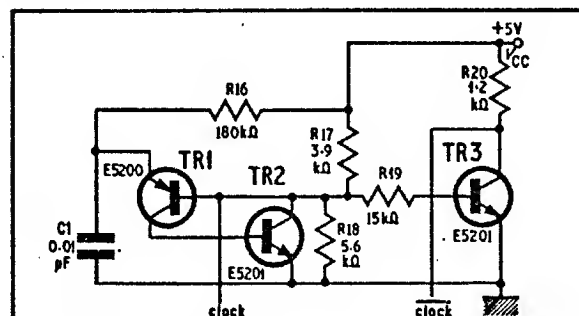 +5V
VCC
R20
1·2
kΩ
R16
180kΩ
R17
3·9
kΩ
TR1
TR2
R19
15kΩ
TR3
E5200
C1
0.01
pF
R18
5.6
kΩ
E5201
E5201
clock
clock